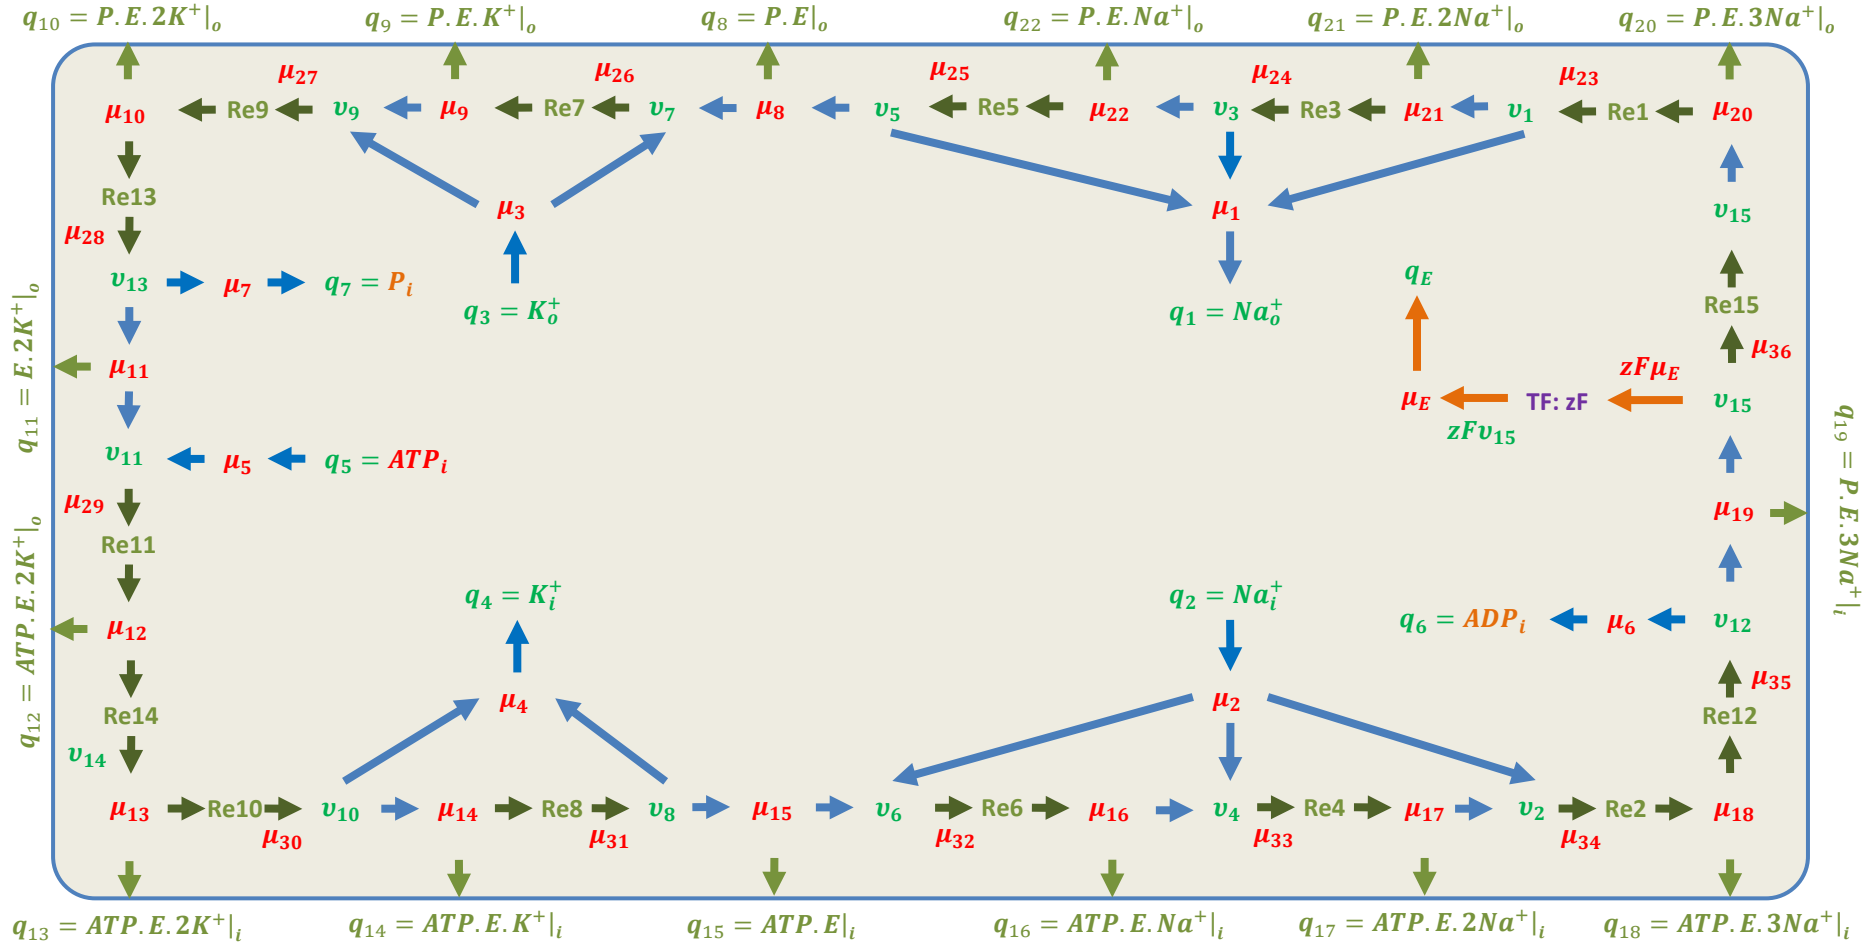 q₁₀ = P.E.2K⁺|ₒ q₉ = P.E.K⁺|ₒ q₈ = P.E|ₒ q₂₂ = P.E.Na⁺|ₒ q₂₁ = P.E.2Na⁺|ₒ q₂₀ = P.E.3Na⁺|ₒ
μ₂₇ μ₂₆ μ₂₅ μ₂₄ μ₂₃
μ₁₀ Re9 υ₉ μ₉ Re7 υ₇ μ₈ υ₅ Re5 μ₂₂ υ₃ Re3 μ₂₁ υ₁ Re1 μ₂₀
Re13 μ₃ μ₁ υ₁₅
μ₂₈
υ₁₃ μ₇ q₇ = Pᵢ q₃ = K⁺ₒ q₁ = Na⁺ₒ q_E Re15
q₁₁ = E.2K⁺|ₒ
μ₁₁ μ₃₆
zFμ_E
μ_E TF: zF υ₁₅
zFυ₁₅
υ₁₁ μ₅ q₅ = ATPᵢ
q₁₉ = P.E.3Na⁺|ᵢ
μ₂₉ μ₁₉
Re11
q₁₂ = ATP.E.2K⁺|ₒ
q₄ = K⁺ᵢ q₂ = Na⁺ᵢ
μ₁₂ q₆ = ADPᵢ μ₆ υ₁₂
μ₃₅
Re14 μ₄ μ₂ Re12
υ₁₄
μ₁₃ Re10 υ₁₀ μ₁₄ Re8 υ₈ μ₁₅ υ₆ Re6 μ₁₆ υ₄ Re4 μ₁₇ υ₂ Re2 μ₁₈
μ₃₀ μ₃₁ μ₃₂ μ₃₃ μ₃₄
q₁₃ = ATP.E.2K⁺|ᵢ q₁₄ = ATP.E.K⁺|ᵢ q₁₅ = ATP.E|ᵢ q₁₆ = ATP.E.Na⁺|ᵢ q₁₇ = ATP.E.2Na⁺|ᵢ q₁₈ = ATP.E.3Na⁺|ᵢ